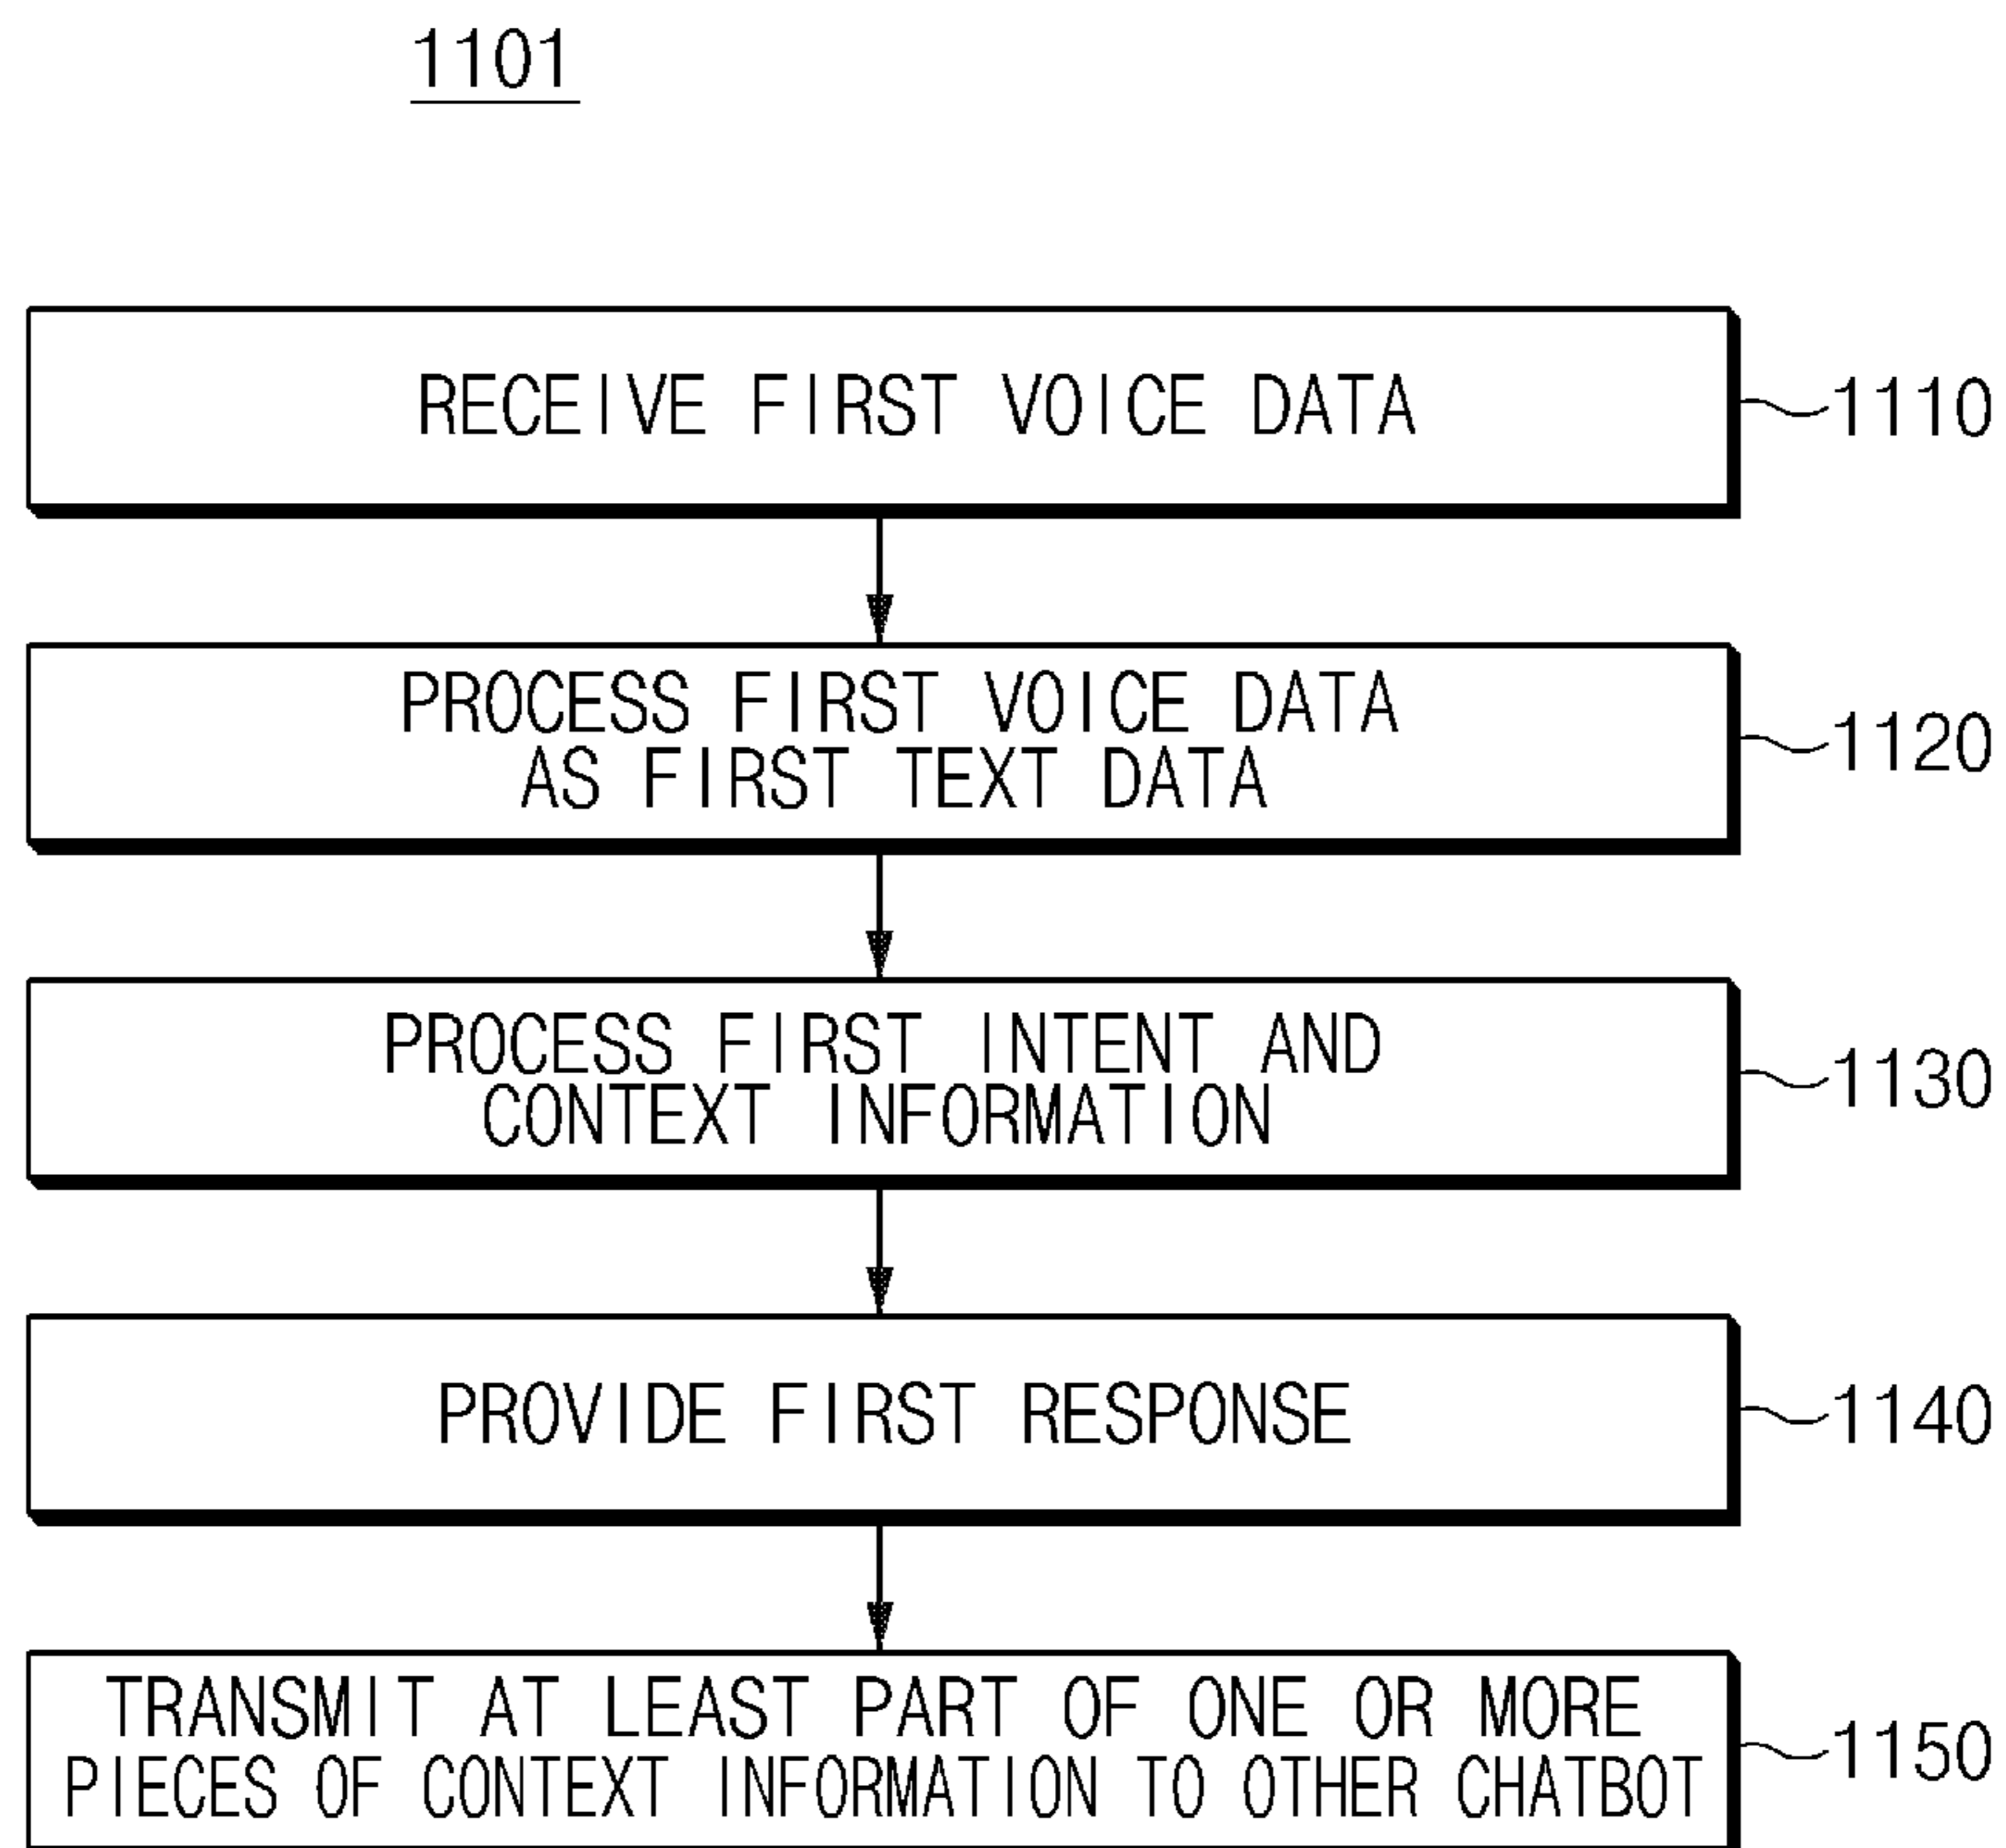 1101
RECEIVE FIRST VOICE DATA
1110
PROCESS FIRST VOICE DATA
AS FIRST TEXT DATA
1120
PROCESS FIRST INTENT AND
CONTEXT INFORMATION
1130
PROVIDE FIRST RESPONSE
1140
TRANSMIT AT LEAST PART OF ONE OR MORE
PIECES OF CONTEXT INFORMATION TO OTHER CHATBOT
1150